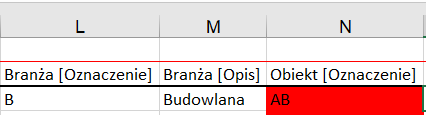 L M N
Branża [Oznaczenie] Branża [Opis] Obiekt [Oznaczenie]
B Budowlana AB